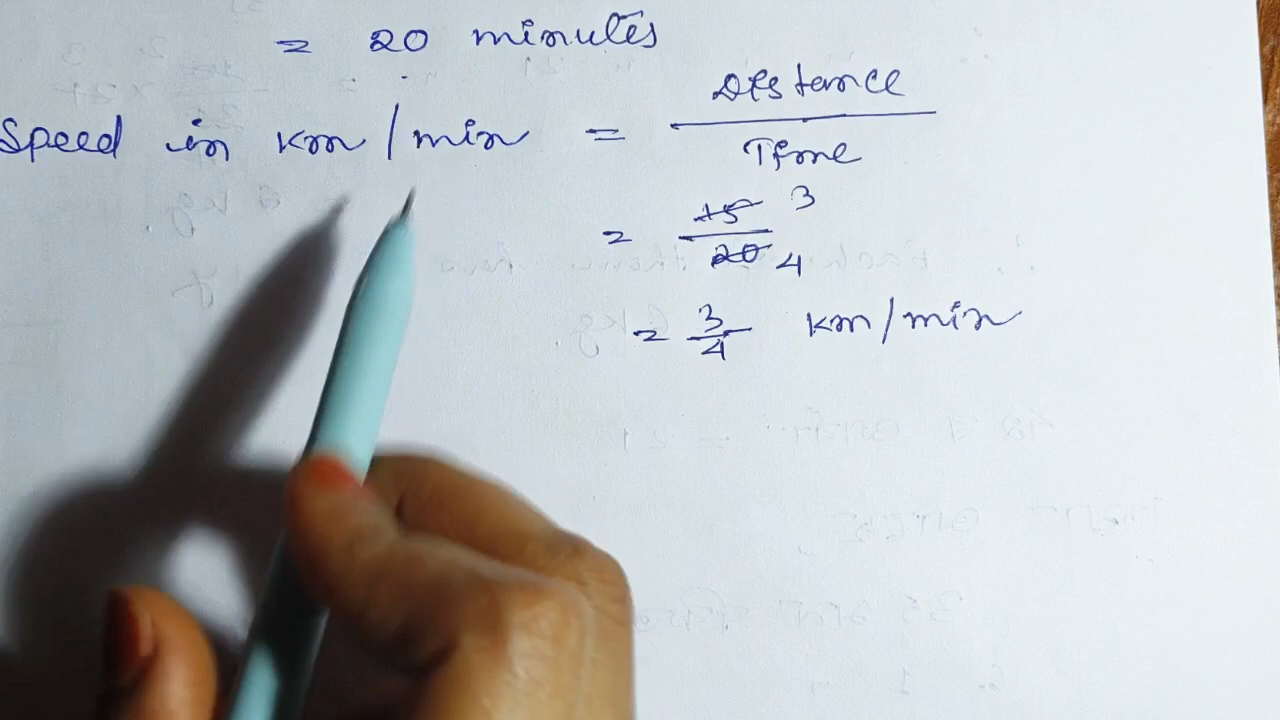 = 20 minutes
Speed in km/min = Distance / Time
= 15 3 / 20 4
= 3/4 km/min